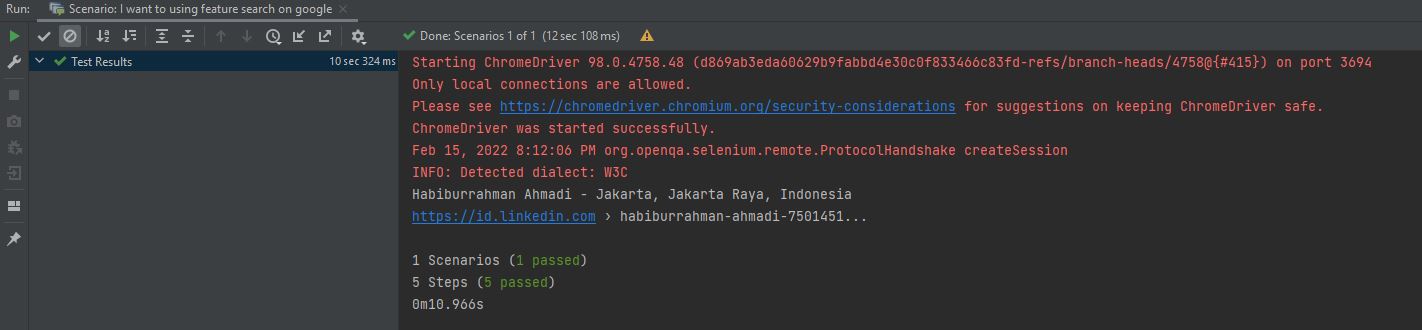 Run: Scenario: I want to using feature search on google
Done: Scenarios 1 of 1 (12 sec 108 ms)
Test Results 10 sec 324 ms
Starting ChromeDriver 98.0.4758.48 (d869ab3eda60629b9fabbd4e30c0f833466c83fd-refs/branch-heads/4758@{#415}) on port 3694
Only local connections are allowed.
Please see https://chromedriver.chromium.org/security-considerations for suggestions on keeping ChromeDriver safe.
ChromeDriver was started successfully.
Feb 15, 2022 8:12:06 PM org.openqa.selenium.remote.ProtocolHandshake createSession
INFO: Detected dialect: W3C
Habiburrahman Ahmadi - Jakarta, Jakarta Raya, Indonesia
https://id.linkedin.com › habiburrahman-ahmadi-7501451...
1 Scenarios (1 passed)
5 Steps (5 passed)
0m10.966s